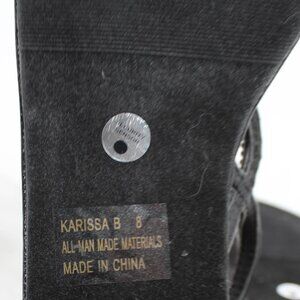 KARISSA B 8
ALL-MAN MADE MATERIALS
MADE IN CHINA